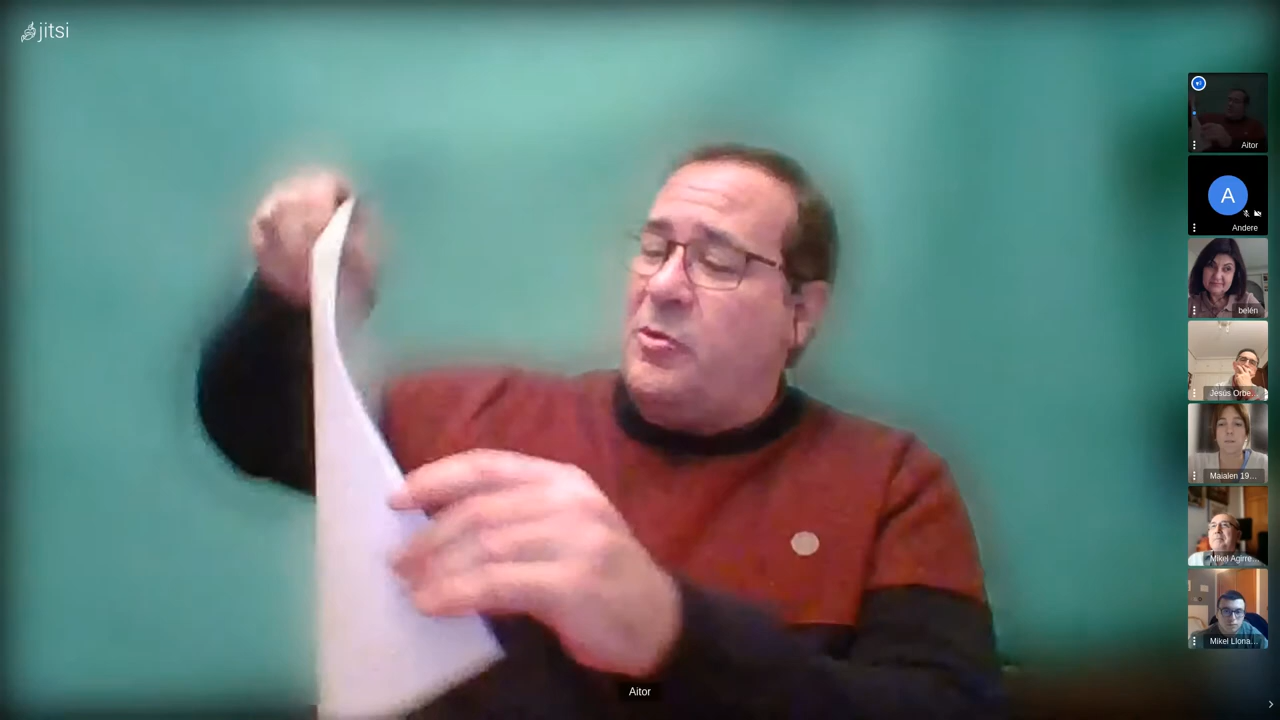 jitsi
Aitor
A
Andere
belén
Jesús Orbe...
Maialen 19...
Mikel Agirre...
Mikel Llona...
Aitor